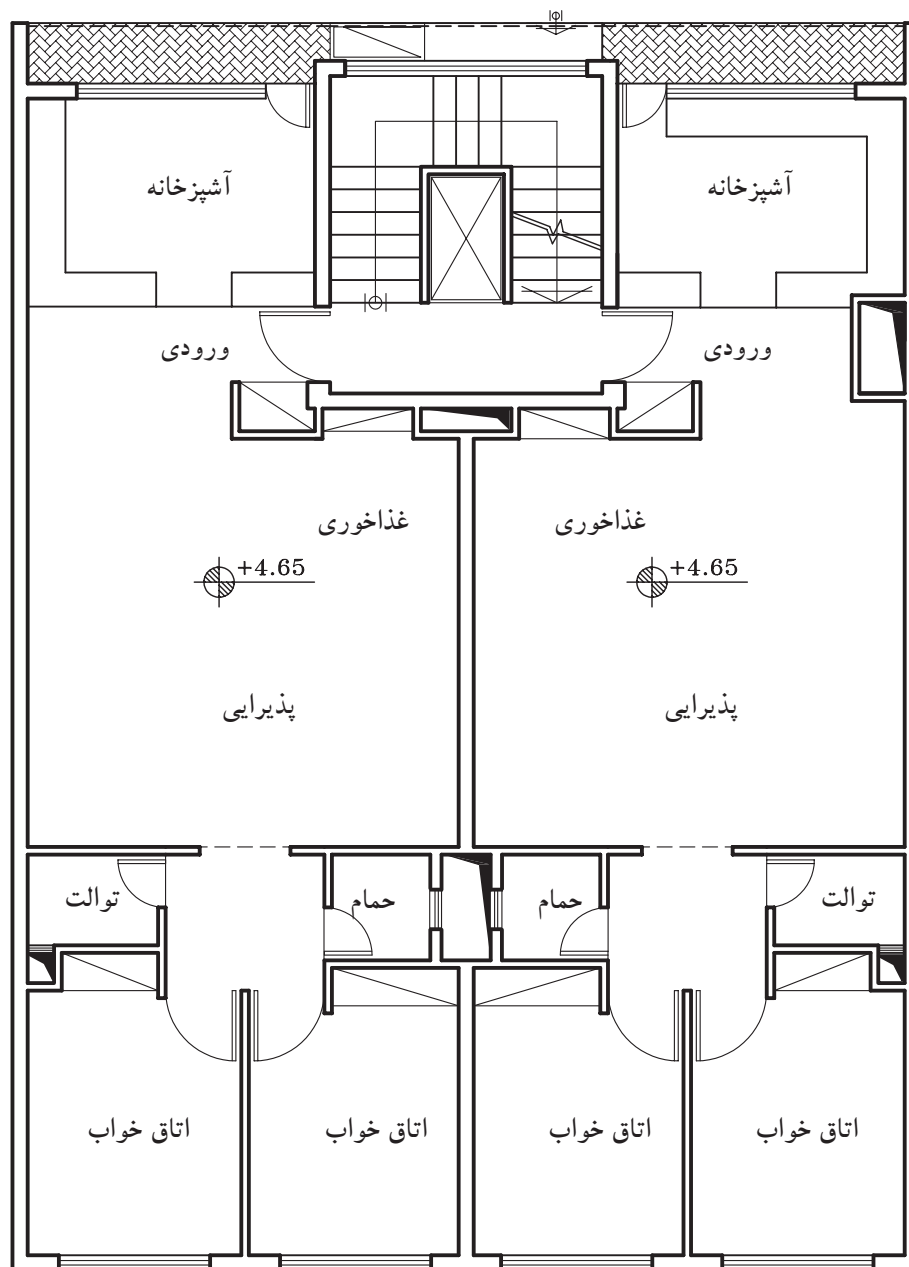 آشپزخانه
آشپزخانه
ورودی
ورودی
غذاخوری
غذاخوری
+4.65
+4.65
پذیرایی
پذیرایی
توالت
حمام
حمام
توالت
اتاق خواب
اتاق خواب
اتاق خواب
اتاق خواب